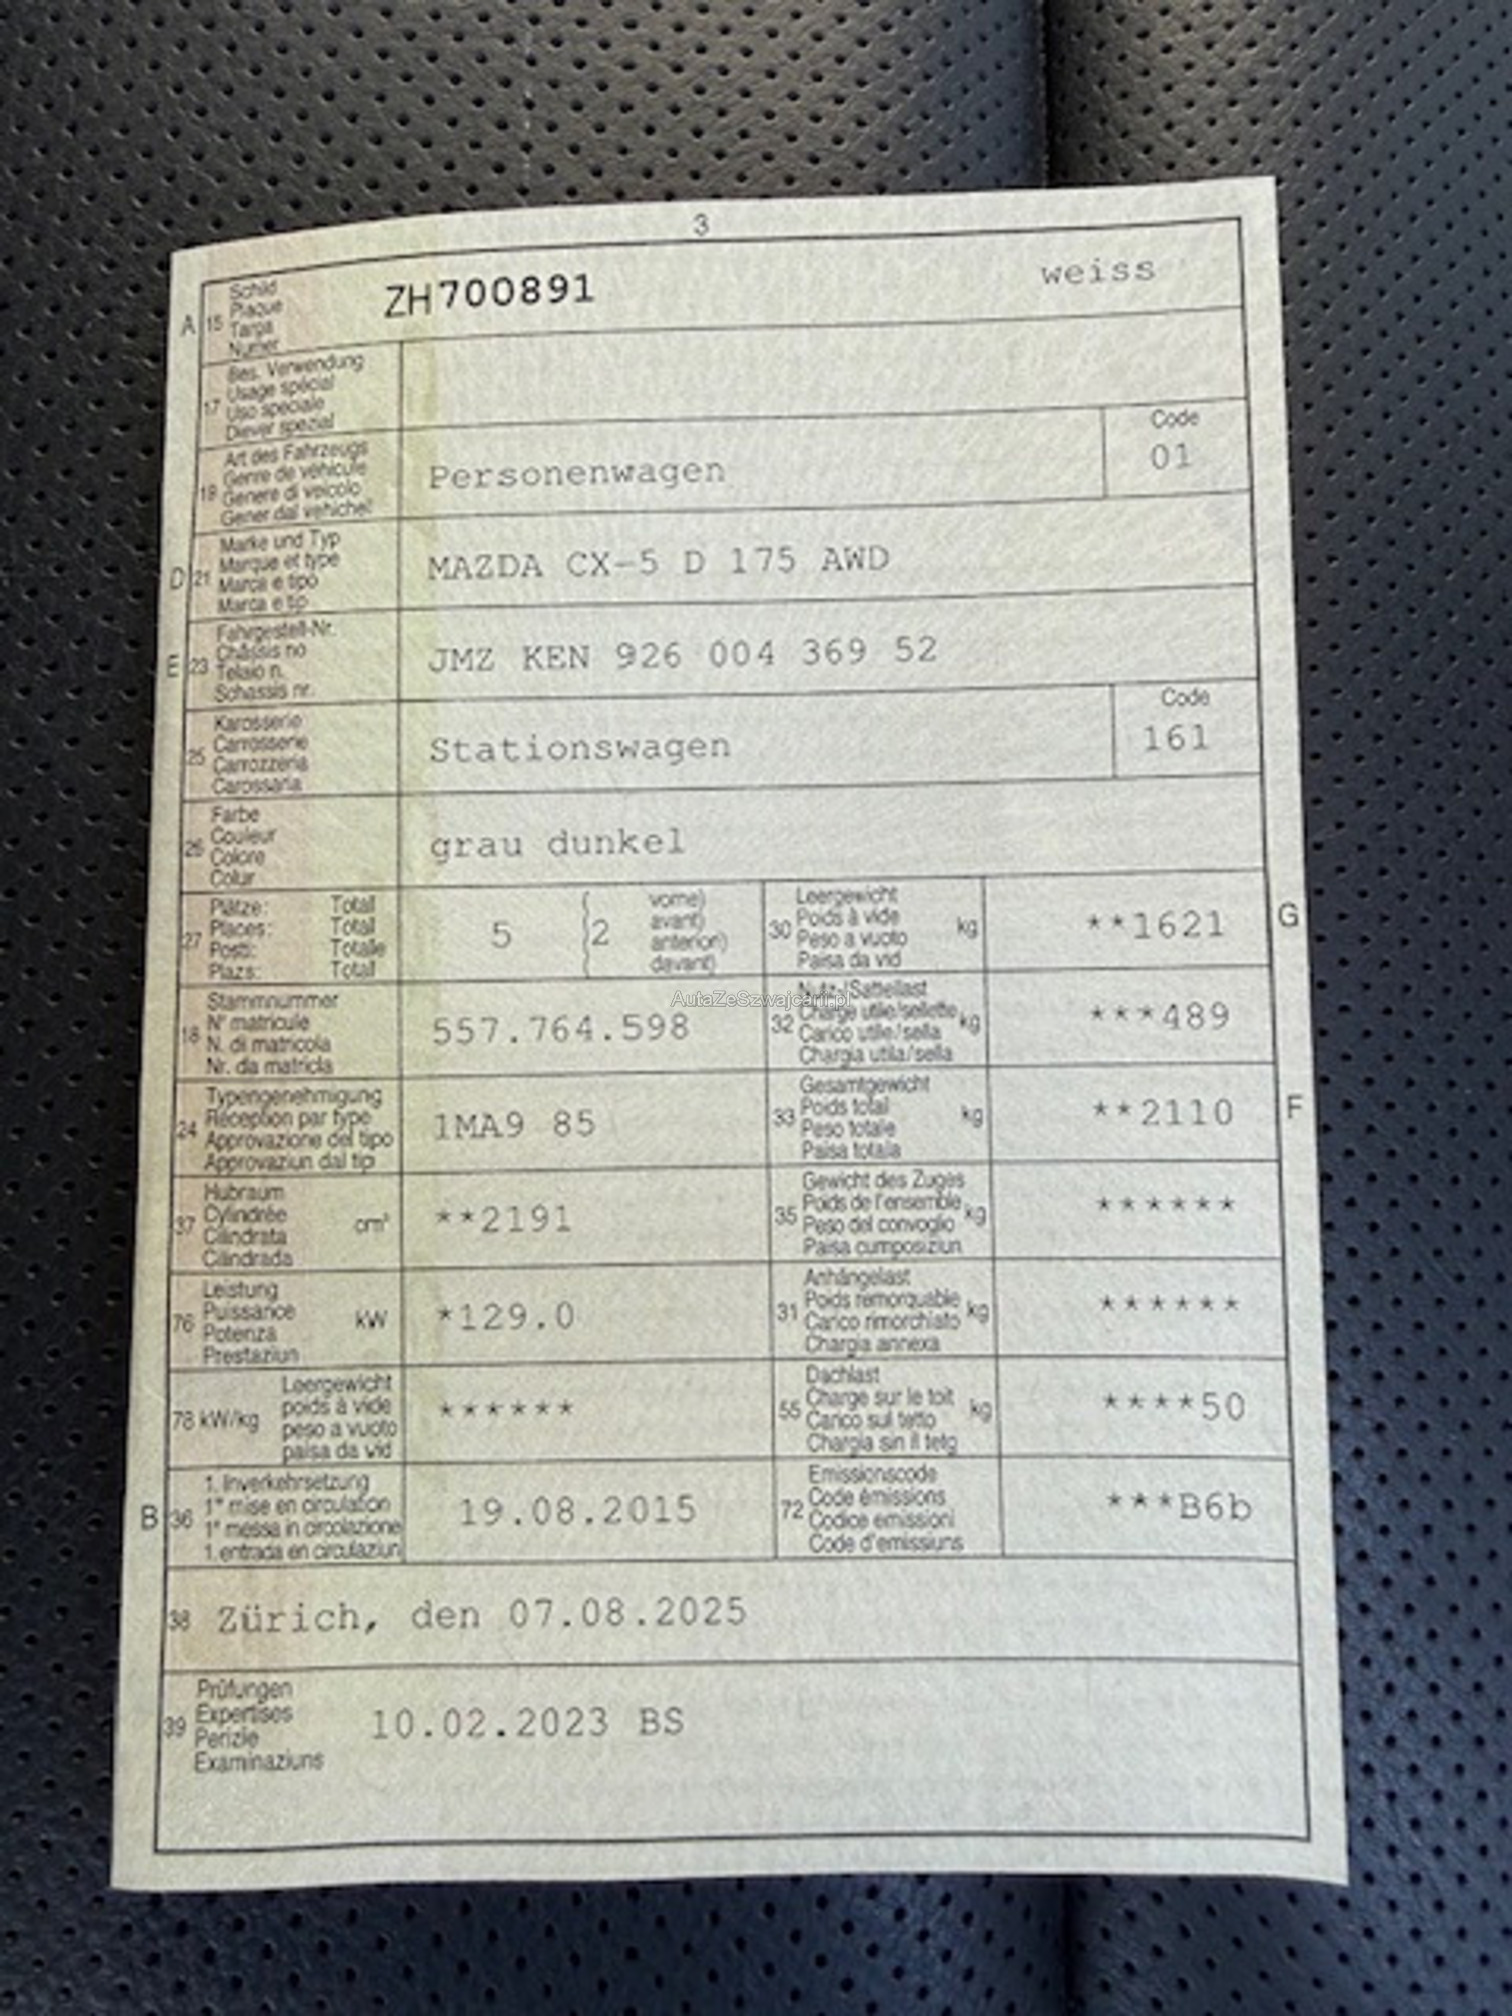 3
A 15 Schild
Plaque
Targa
Numer
ZH 700891 weiss
17 Bes. Verwendung
Usage spécial
Uso speciale
Diever spezial
19 Art des Fahrzeugs
Genre de véhicule
Genere di veicolo
Gener dal vehichel
Personenwagen
Code
01
D 21 Marke und Typ
Marque et type
Marca e tipo
Marca e tip
MAZDA CX-5 D 175 AWD
E 23 Fahrgestell-Nr.
Châssis no
Telaio n.
Schassis nr.
JMZ KEN 926 004 369 52
25 Karosserie
Carrosserie
Carrozzeria
Carossaria
Stationswagen
Code
161
26 Farbe
Couleur
Colore
Colur
grau dunkel
27 Plätze: Total
Places: Total
Posti: Totale
Plazs: Total
5 2
vorne)
avant)
anteriori)
davant)
30 Leergewicht
Poids à vide kg
Peso a vuoto
Paisa da vid
**1621 G
18 Stammnummer
N° matricule
N. di matricola
Nr. da matricla
557.764.598
AutaZeSzwajcarii.pl
32 Nutz-/Sattellast
Charge utile/sellette kg
Carico utile/sella
Chargia utila/sella
***489
24 Typengenehmigung
Réception par type
Approvazione del tipo
Approvaziun dal tip
1MA9 85
33 Gesamtgewicht
Poids total kg
Peso totale
Paisa totala
**2110 F
37 Hubraum
Cylindrée cm³
Cilindrata
Cilindrada
**2191
35 Gewicht des Zuges
Poids de l'ensemble kg
Peso del convoglio
Paisa cumposiziun
******
76 Leistung
Puissance kW
Potenza
Prestaziun
*129.0
31 Anhängelast
Poids remorquable kg
Carico rimorchiato
Chargia annexa
******
78 kW/kg Leergewicht
poids à vide
peso a vuoto
paisa da vid
******
55 Dachlast
Charge sur le toit kg
Carico sul tetto
Chargia sin il tetg
****50
B 36 1. Inverkehrsetzung
1re mise en circulation
1a messa in circolazione
1. entrada en circulaziun
19.08.2015
72 Emissionscode
Code émissions
Codice emissioni
Code d'emissiuns
***B6b
38 Zürich, den 07.08.2025
39 Prüfungen
Expertises
Perizie
Examinaziuns
10.02.2023 BS